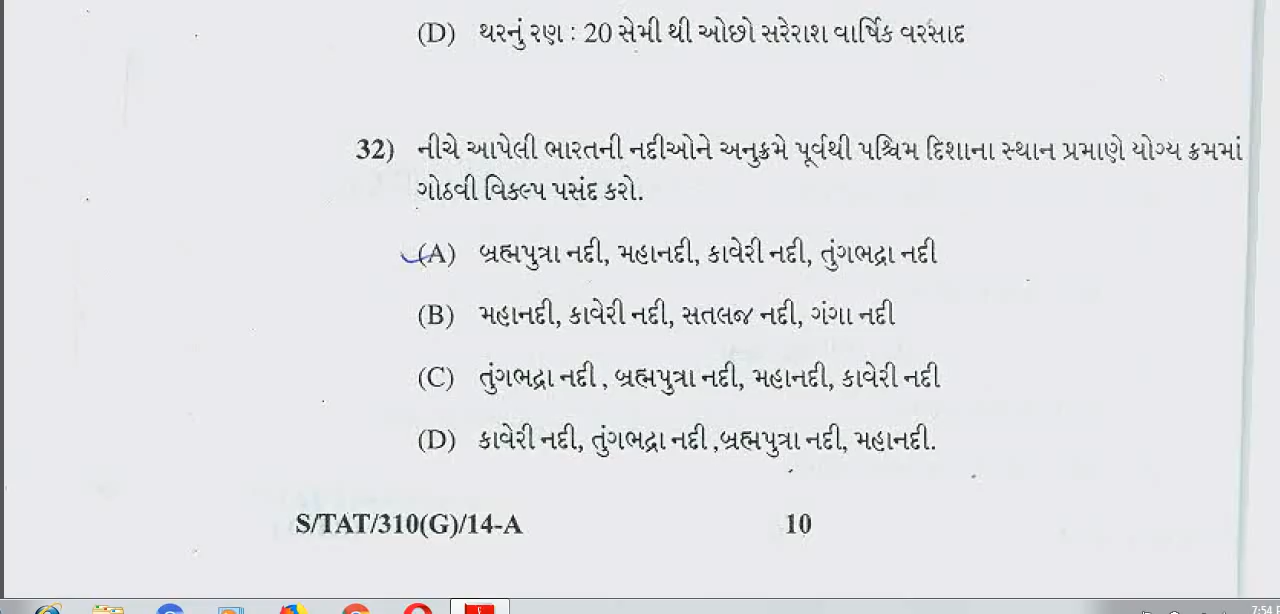 (D) થરનું રણ : 20 સેમી થી ઓછો સરેરાશ વાર્ષિક વરસાદ
32) નીચે આપેલી ભારતની નદીઓને અનુક્રમે પૂર્વથી પશ્ચિમ દિશાના સ્થાન પ્રમાણે યોગ્ય ક્રમમાં
ગોઠવી વિકલ્પ પસંદ કરો.
(A) બ્રહ્મપુત્રા નદી, મહાનદી, કાવેરી નદી, તુંગભદ્રા નદી
(B) મહાનદી, કાવેરી નદી, સતલજ નદી, ગંગા નદી
(C) તુંગભદ્રા નદી , બ્રહ્મપુત્રા નદી, મહાનદી, કાવેરી નદી
(D) કાવેરી નદી, તુંગભદ્રા નદી ,બ્રહ્મપુત્રા નદી, મહાનદી.
S/TAT/310(G)/14-A 10
7:54